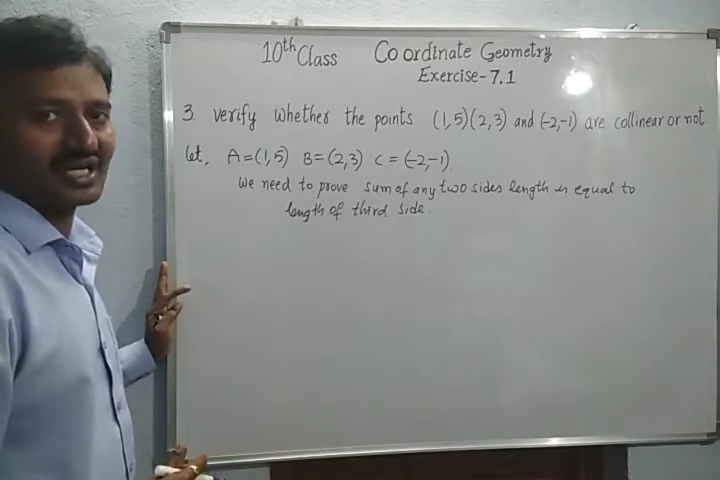 10th Class Coordinate Geometry
Exercise-7.1
3 verify whether the points (1,5)(2,3) and (-2,-1) are collinear or not
let, A=(1,5) B=(2,3) C=(-2,-1)
We need to prove sum of any two sides length is equal to
length of third side.